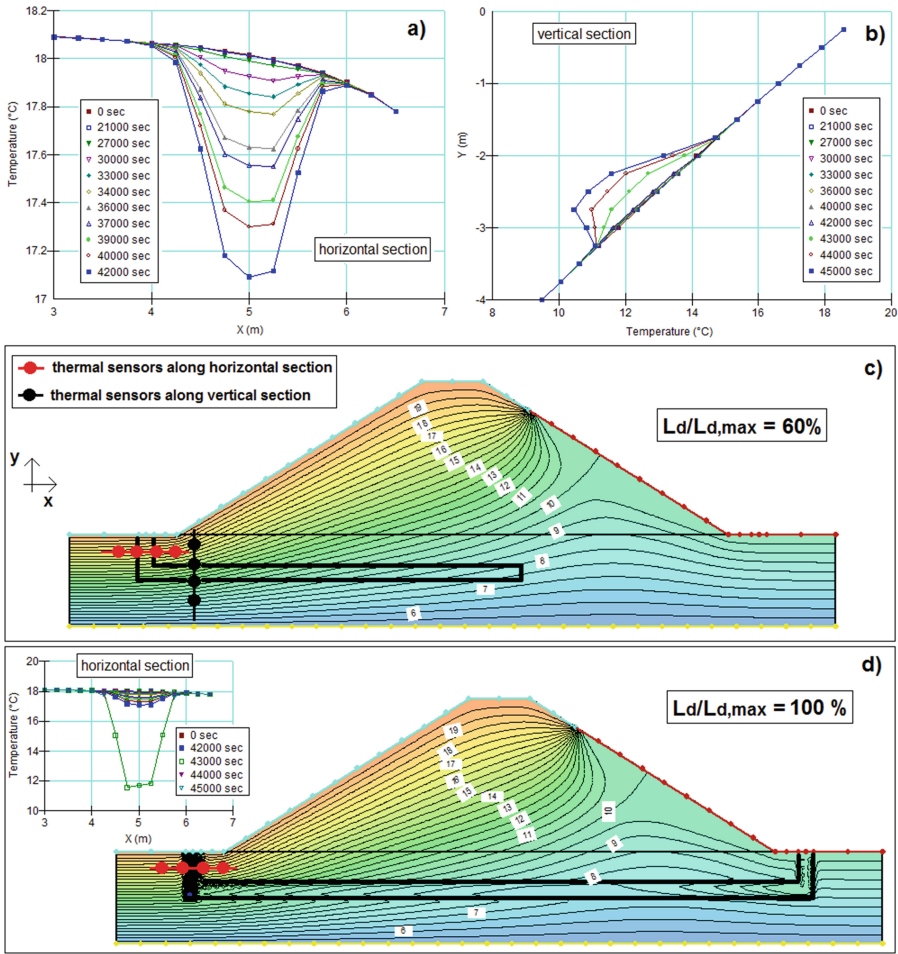 a)
18.2
18
17.8
17.6
17.4
17.2
17
Temperature (°C)
0 sec
21000 sec
27000 sec
30000 sec
33000 sec
34000 sec
36000 sec
37000 sec
39000 sec
40000 sec
42000 sec
horizontal section
3 4 5 6 7
X (m)
b)
vertical section
0
-1
-2
-3
-4
Y (m)
0 sec
21000 sec
27000 sec
30000 sec
33000 sec
36000 sec
40000 sec
42000 sec
43000 sec
44000 sec
45000 sec
8 10 12 14 16 18 20
Temperature (°C)
c)
thermal sensors along horizontal section
thermal sensors along vertical section
Ld/Ld,max = 60%
y
x
19
18
17
16
15
14
13
12
11
10
9
8
7
6
d)
horizontal section
20
18
16
14
12
10
Temperature (°C)
0 sec
42000 sec
43000 sec
44000 sec
45000 sec
3 4 5 6 7
X (m)
Ld/Ld,max = 100 %
19
18
17
16
15
14
13
12
11
10
9
8
7
6